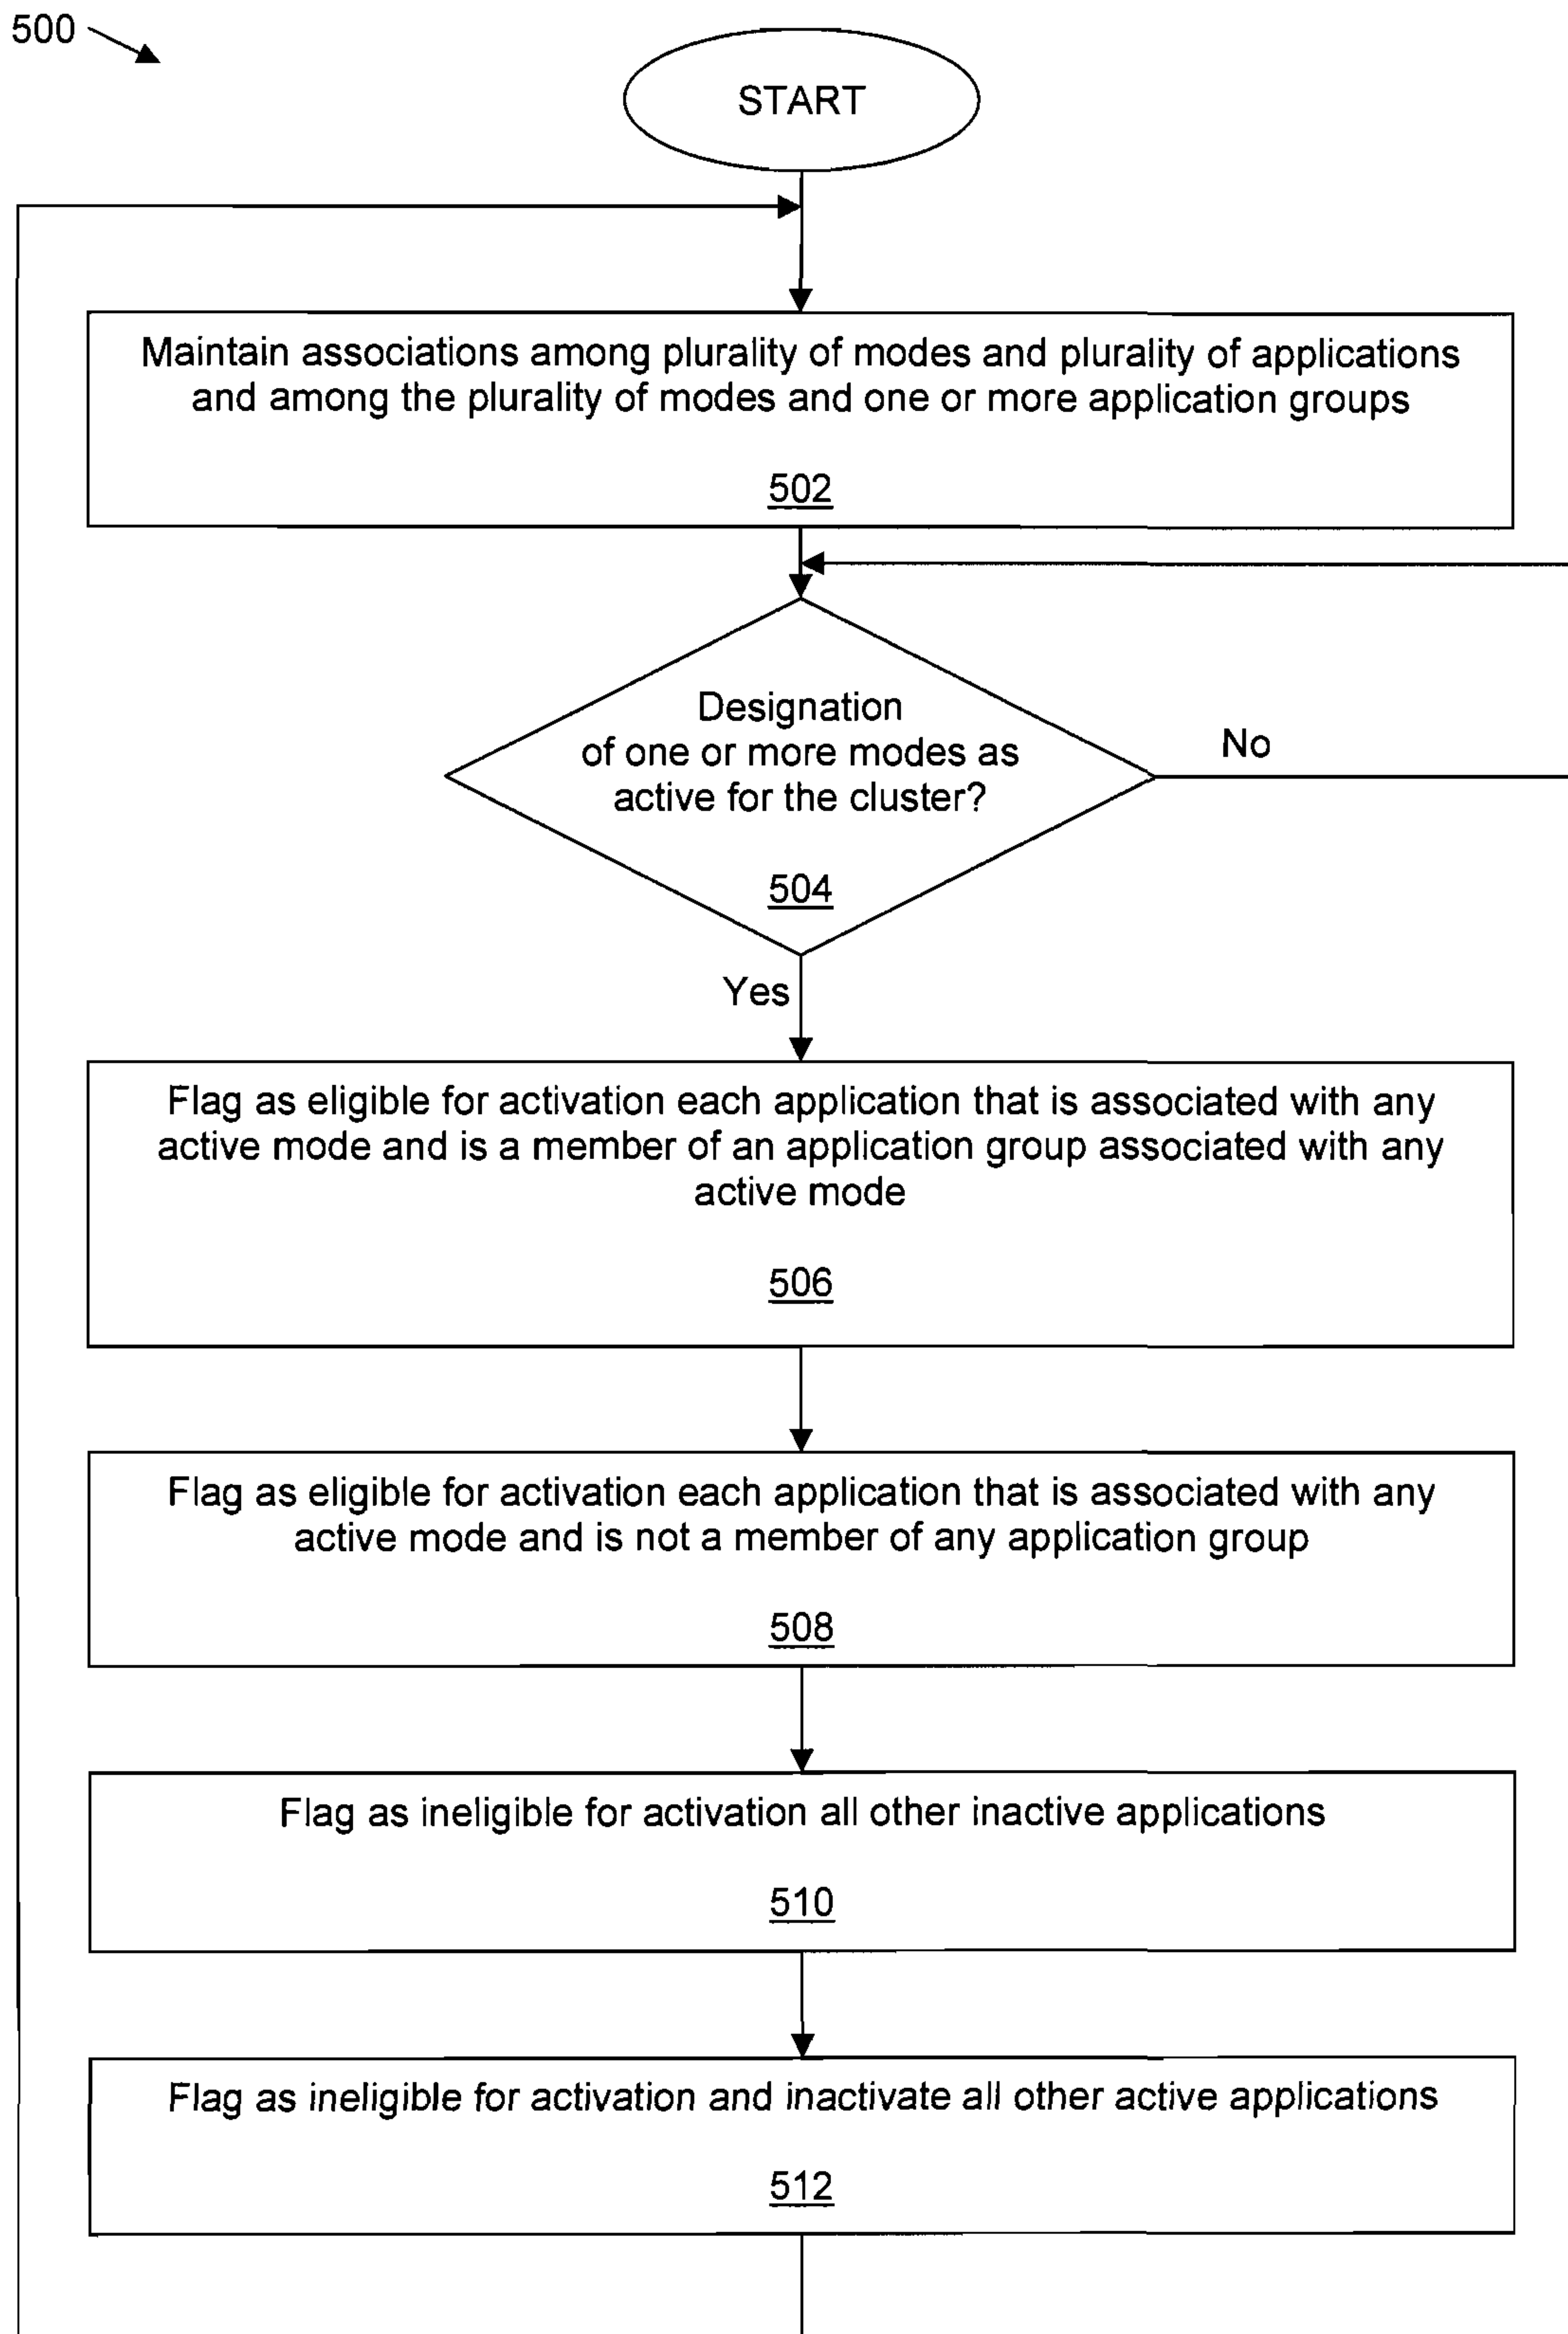 500
START
Maintain associations among plurality of modes and plurality of applications
and among the plurality of modes and one or more application groups
502
Designation
of one or more modes as
active for the cluster?
504
No
Yes
Flag as eligible for activation each application that is associated with any
active mode and is a member of an application group associated with any
active mode
506
Flag as eligible for activation each application that is associated with any
active mode and is not a member of any application group
508
Flag as ineligible for activation all other inactive applications
510
Flag as ineligible for activation and inactivate all other active applications
512